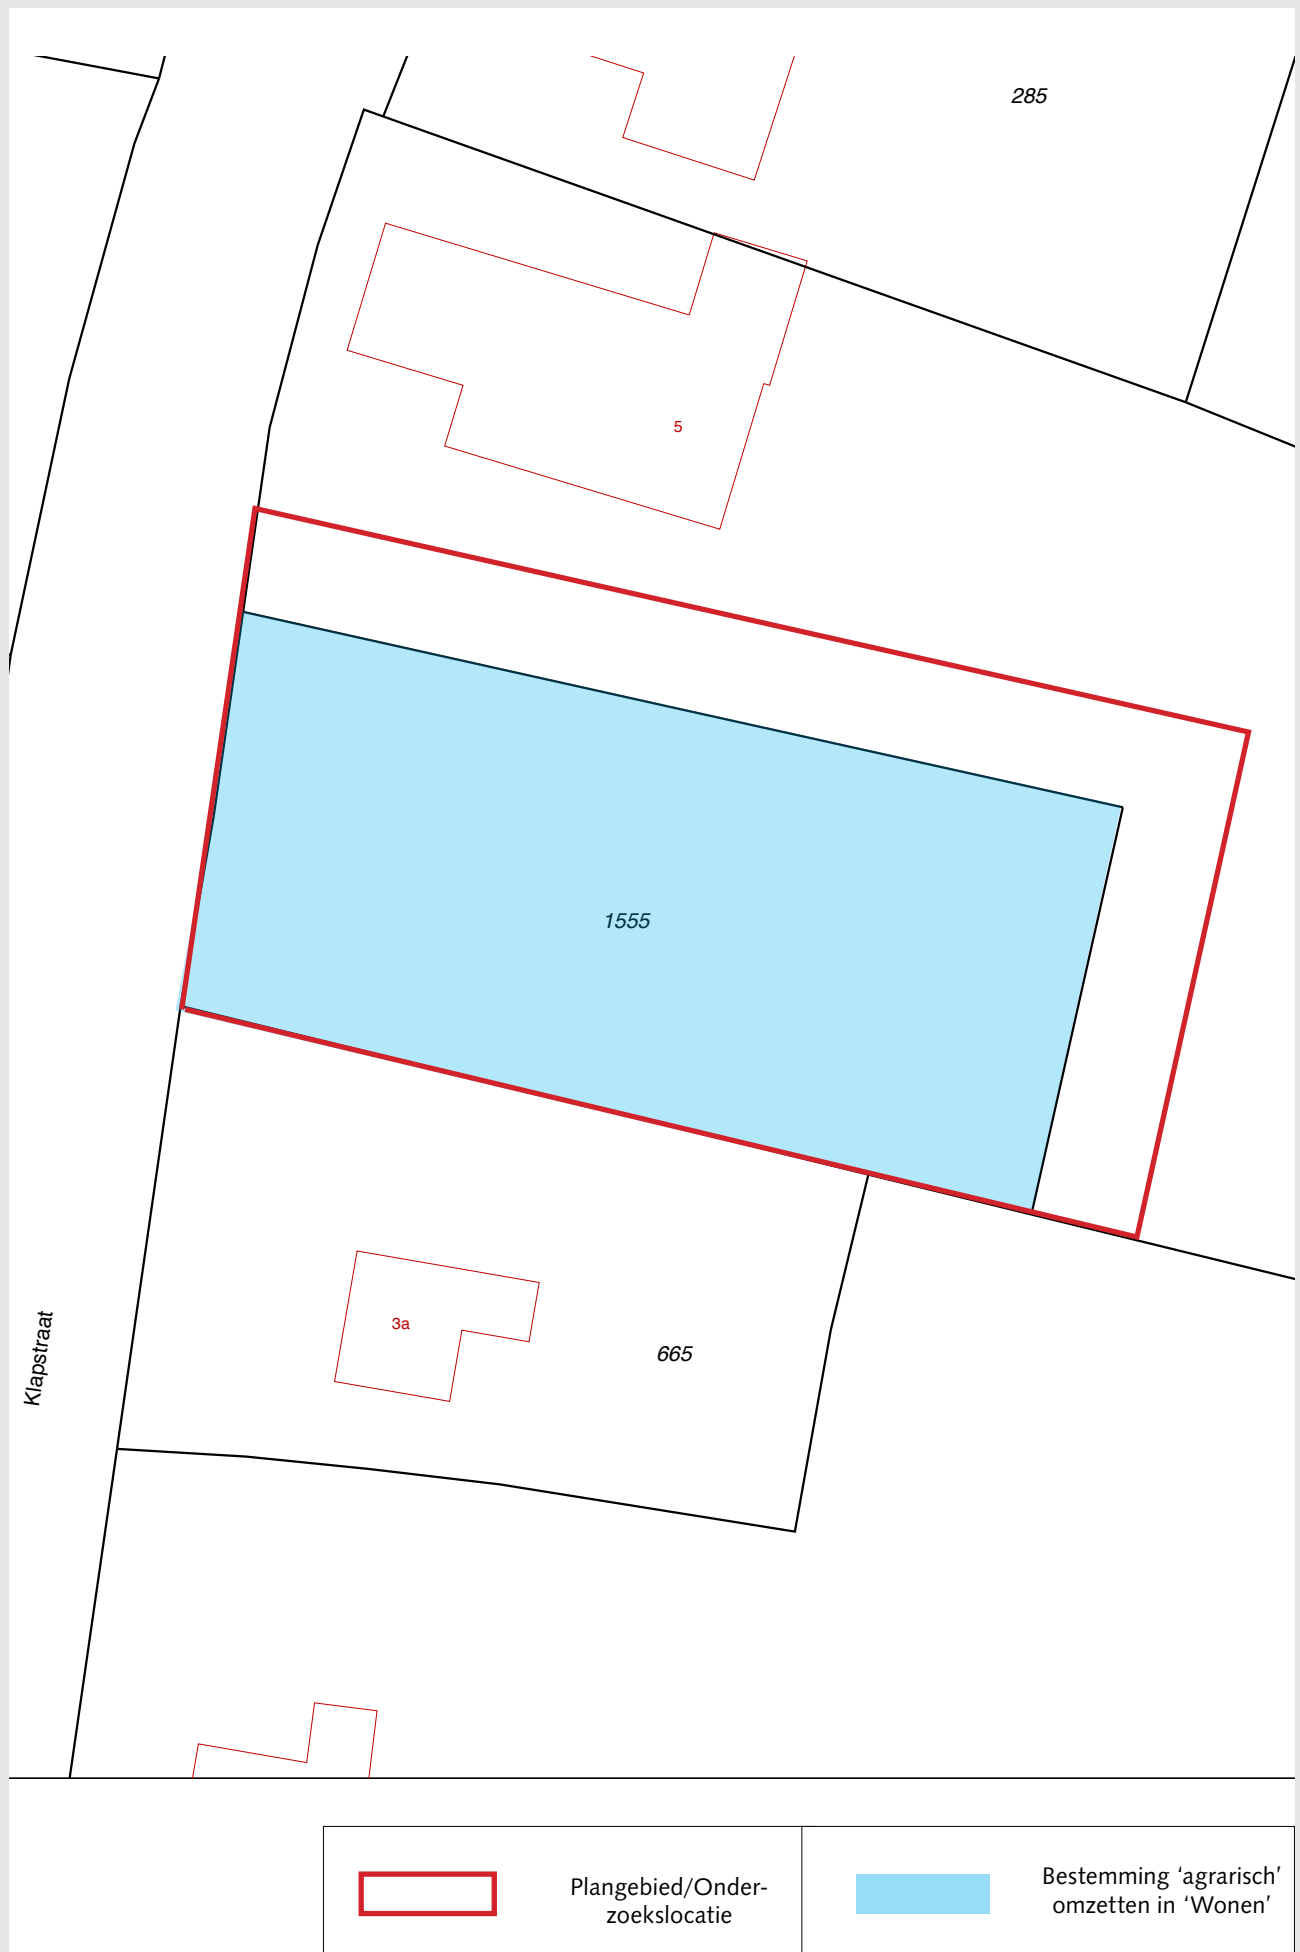 285
5
1555
3a
665
Klapstraat
Plangebied/Onder-
zoekslocatie
Bestemming ‘agrarisch’
omzetten in ‘Wonen’